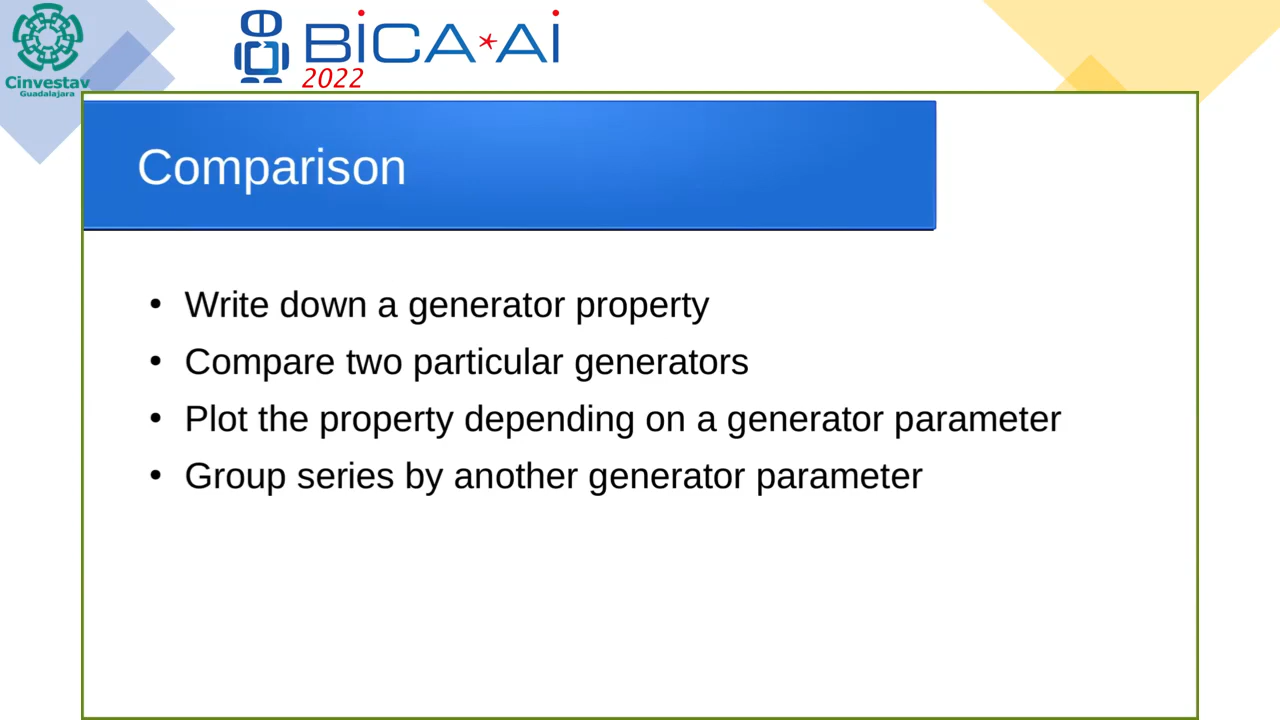 Cinvestav
Guadalajara
BiCA*Ai
2022
Comparison
• Write down a generator property
• Compare two particular generators
• Plot the property depending on a generator parameter
• Group series by another generator parameter